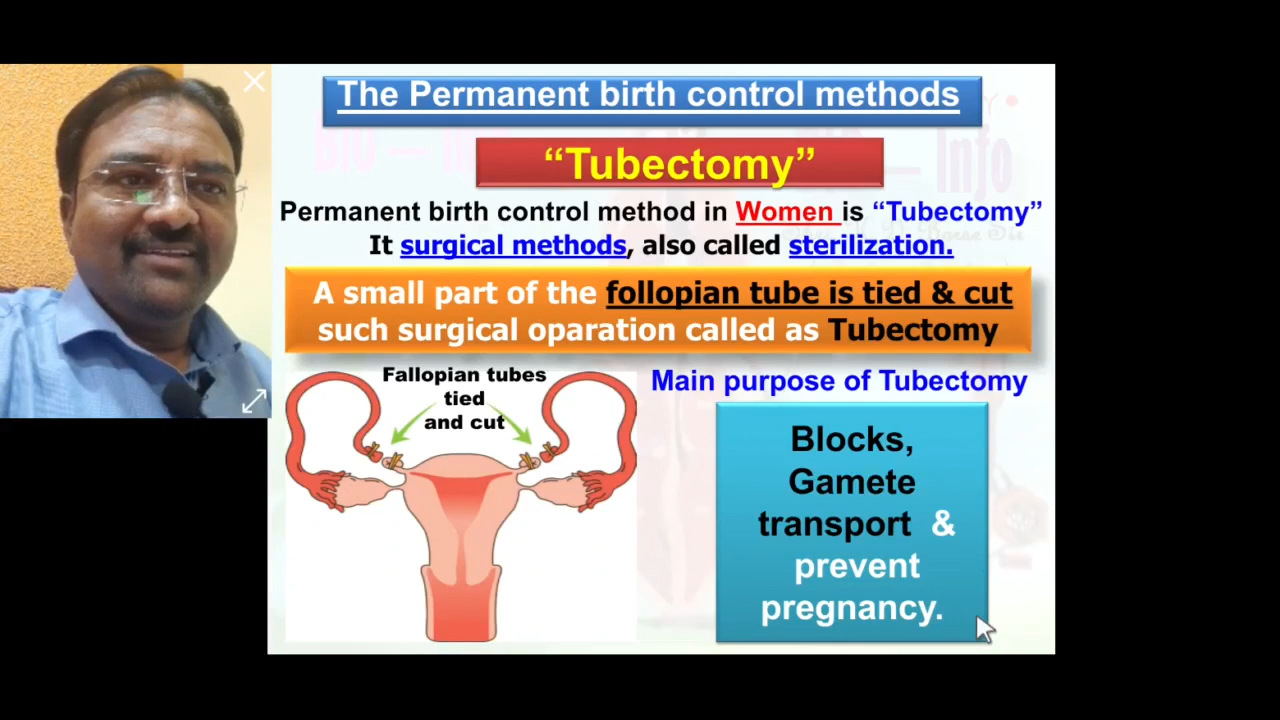 The Permanent birth control methods
“Tubectomy”
Permanent birth control method in Women is “Tubectomy”
It surgical methods, also called sterilization.
A small part of the follopian tube is tied & cut
such surgical oparation called as Tubectomy
Fallopian tubes
tied
and cut
Main purpose of Tubectomy
Blocks,
Gamete
transport &
prevent
pregnancy.